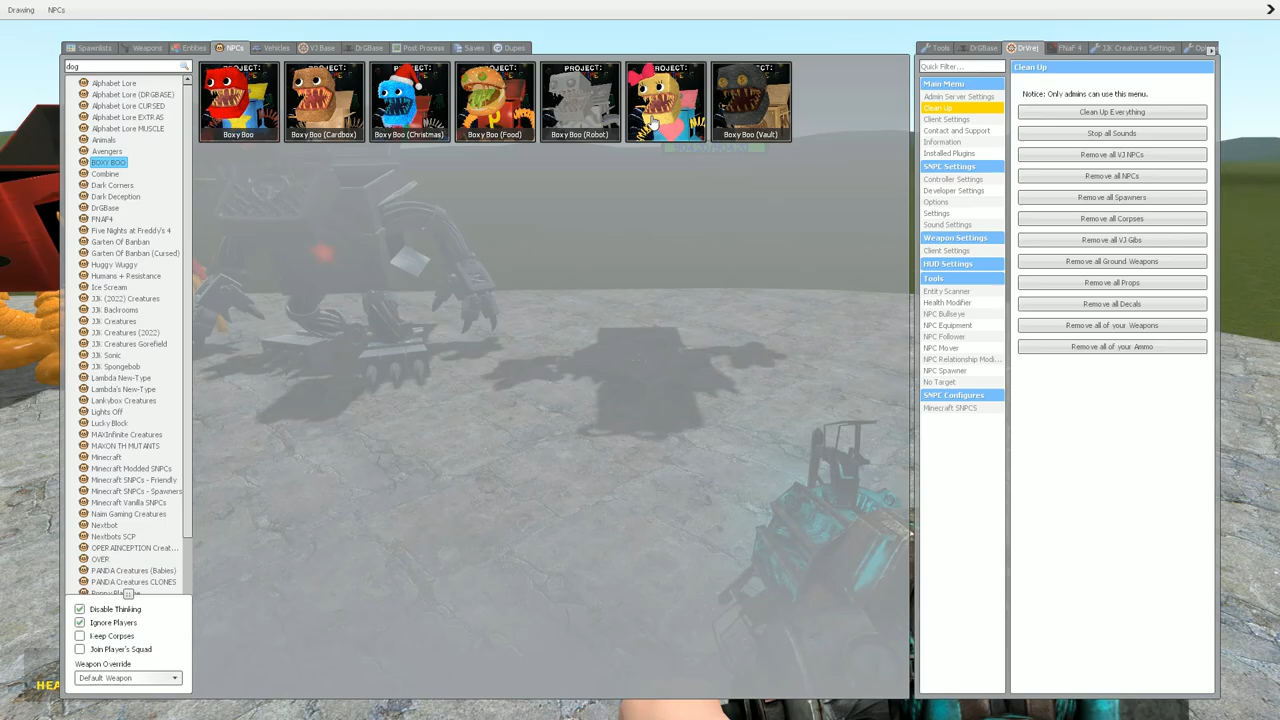 Drawing NPCs
Spawnlists Weapons Entities NPCs Vehicles VJ Base DrGBase Post Process Saves Dupes
dog
Alphabet Lore
Alphabet Lore (DRGBASE)
Alphabet Lore CURSED
Alphabet Lore EXTRAS
Alphabet Lore MUSCLE
Animals
Avengers
BOXY BOO
Combine
Dark Corners
Dark Deception
DrGBase
FNAF4
Five Nights at Freddy's 4
Garten Of Banban
Garten Of Banban (Cursed)
Huggy Wuggy
Humans + Resistance
Ice Scream
JJK (2022) Creatures
JJK Backrooms
JJK Creatures
JJK Creatures (2022)
JJK Creatures Gorefield
JJK Sonic
JJK Spongebob
Lambda New-Type
Lambda's New-Type
Lankybox Creatures
Lights Off
Lucky Block
MAXInfinite Creatures
MAXON TH MUTANTS
Minecraft
Minecraft Modded SNPCs
Minecraft SNPCs - Friendly
Minecraft SNPCs - Spawners
Minecraft Vanilla SNPCs
Naim Gaming Creatures
Nextbot
Nextbots SCP
OPERAINCEPTION Creat...
OVER
PANDA Creatures (Babies)
PANDA Creatures CLONES
Disable Thinking
Ignore Players
Keep Corpses
Join Player's Squad
Weapon Override
Default Weapon
PROJECT: PROJECT: PROJECT: PROJECT: PROJECT: PROJECT: PROJECT:
Boxy Boo Boxy Boo (Cardbox) Boxy Boo (Christmas) Boxy Boo (Food) Boxy Boo (Robot) Boxy Boo Boxy Boo (Vault)
Tools DrGBase DrVrej FNaF 4 JJK Creatures Settings
Quick Filter...
Main Menu
Admin Server Settings
Clean Up
Client Settings
Contact and Support
Information
Installed Plugins
SNPC Settings
Controller Settings
Developer Settings
Options
Settings
Sound Settings
Weapon Settings
Client Settings
HUD Settings
Tools
Entity Scanner
Health Modifier
NPC Bullseye
NPC Equipment
NPC Follower
NPC Mover
NPC Relationship Modi...
NPC Spawner
No Target
SNPC Configures
Minecraft SNPCS
Clean Up
Notice: Only admins can use this menu.
Clean Up Everything
Stop all Sounds
Remove all VJ NPCs
Remove all NPCs
Remove all Spawners
Remove all Corpses
Remove all VJ Gibs
Remove all Ground Weapons
Remove all Props
Remove all Decals
Remove all of your Weapons
Remove all of your Ammo